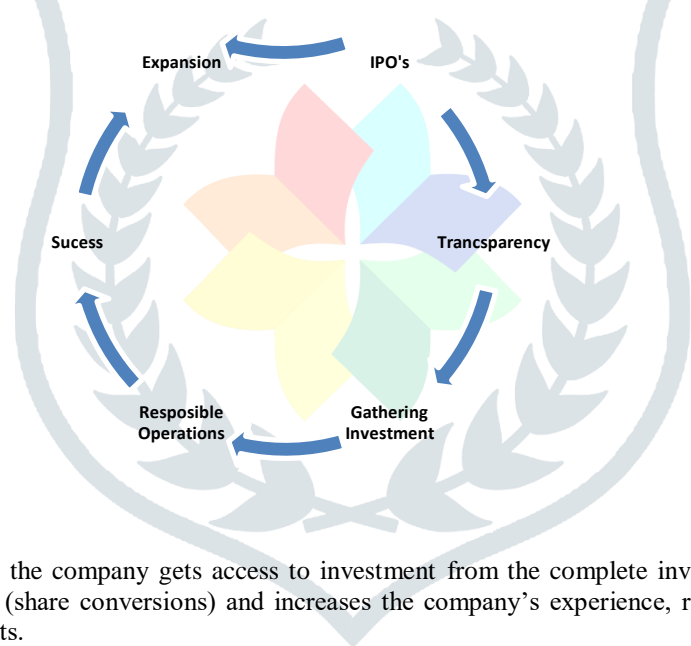 Expansion
IPO's
Sucess
Trancsparency
Resposible
Operations
Gathering
Investment
the company gets access to investment from the complete inv
(share conversions) and increases the company’s experience, r
ts.